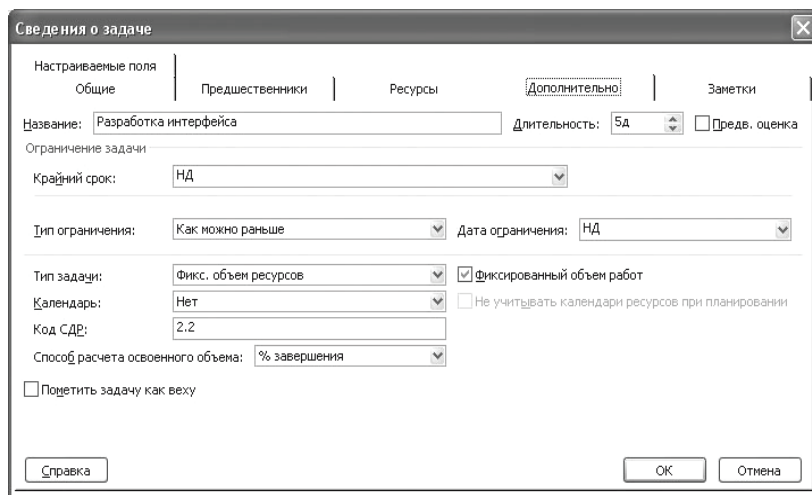 Сведения о задаче
Настраиваемые поля
Общие Предшественники Ресурсы Дополнительно Заметки
Название: Разработка интерфейса Длительность: 5д Предв. оценка
Ограничение задачи
Крайний срок: НД
Тип ограничения: Как можно раньше Дата ограничения: НД
Тип задачи: Фикс. объем ресурсов Фиксированный объем работ
Календарь: Нет Не учитывать календари ресурсов при планировании
Код СДР: 2.2
Способ расчета освоенного объема: % завершения
Пометить задачу как веху
Справка ОК Отмена